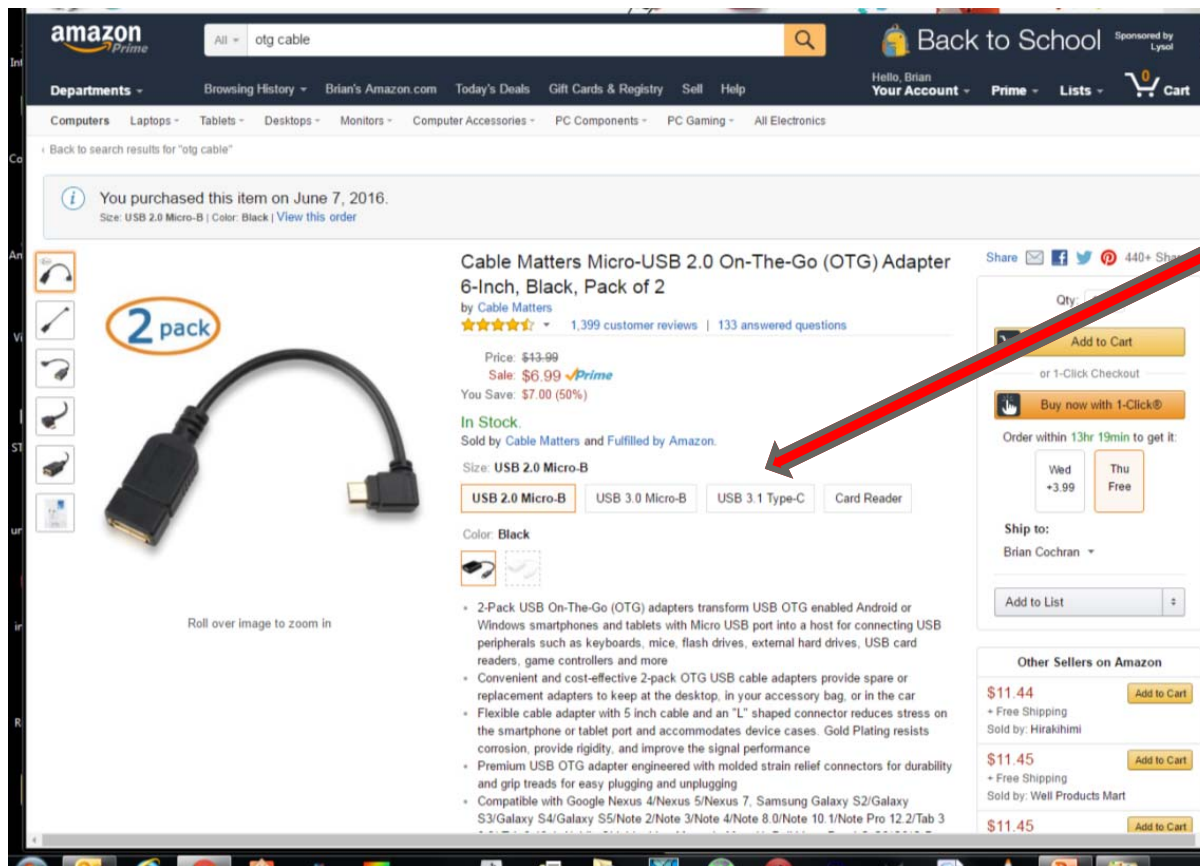 amazon
Prime
All
otg cable
Back to School
Sponsored by
Lysol
Departments
Browsing History
Brian's Amazon.com
Today's Deals
Gift Cards & Registry
Sell
Help
Hello, Brian
Your Account
Prime
Lists
0
Cart
Computers
Laptops
Tablets
Desktops
Monitors
Computer Accessories
PC Components
PC Gaming
All Electronics
‹ Back to search results for "otg cable"
You purchased this item on June 7, 2016.
Size: USB 2.0 Micro-B | Color: Black | View this order
2 pack
Roll over image to zoom in
Cable Matters Micro-USB 2.0 On-The-Go (OTG) Adapter
6-Inch, Black, Pack of 2
by Cable Matters
1,399 customer reviews | 133 answered questions
Price: $13.99
Sale: $6.99 Prime
You Save: $7.00 (50%)
In Stock.
Sold by Cable Matters and Fulfilled by Amazon.
Size: USB 2.0 Micro-B
USB 2.0 Micro-B
USB 3.0 Micro-B
USB 3.1 Type-C
Card Reader
Color: Black
• 2-Pack USB On-The-Go (OTG) adapters transform USB OTG enabled Android or
Windows smartphones and tablets with Micro USB port into a host for connecting USB
peripherals such as keyboards, mice, flash drives, external hard drives, USB card
readers, game controllers and more
• Convenient and cost-effective 2-pack OTG USB cable adapters provide spare or
replacement adapters to keep at the desktop, in your accessory bag, or in the car
• Flexible cable adapter with 5 inch cable and an "L" shaped connector reduces stress on
the smartphone or tablet port and accommodates device cases. Gold Plating resists
corrosion, provide rigidity, and improve the signal performance
• Premium USB OTG adapter engineered with molded strain relief connectors for durability
and grip treads for easy plugging and unplugging
• Compatible with Google Nexus 4/Nexus 5/Nexus 7, Samsung Galaxy S2/Galaxy
S3/Galaxy S4/Galaxy S5/Note 2/Note 3/Note 4/Note 8.0/Note 10.1/Note Pro 12.2/Tab 3
Share
440+
Qty:
Add to Cart
or 1-Click Checkout
Buy now with 1-Click®
Order within 13hr 19min to get it:
Wed
+3.99
Thu
Free
Ship to:
Brian Cochran
Add to List
Other Sellers on Amazon
$11.44
Add to Cart
+ Free Shipping
Sold by: Hirakihimi
$11.45
Add to Cart
+ Free Shipping
Sold by: Well Products Mart
$11.45
Add to Cart